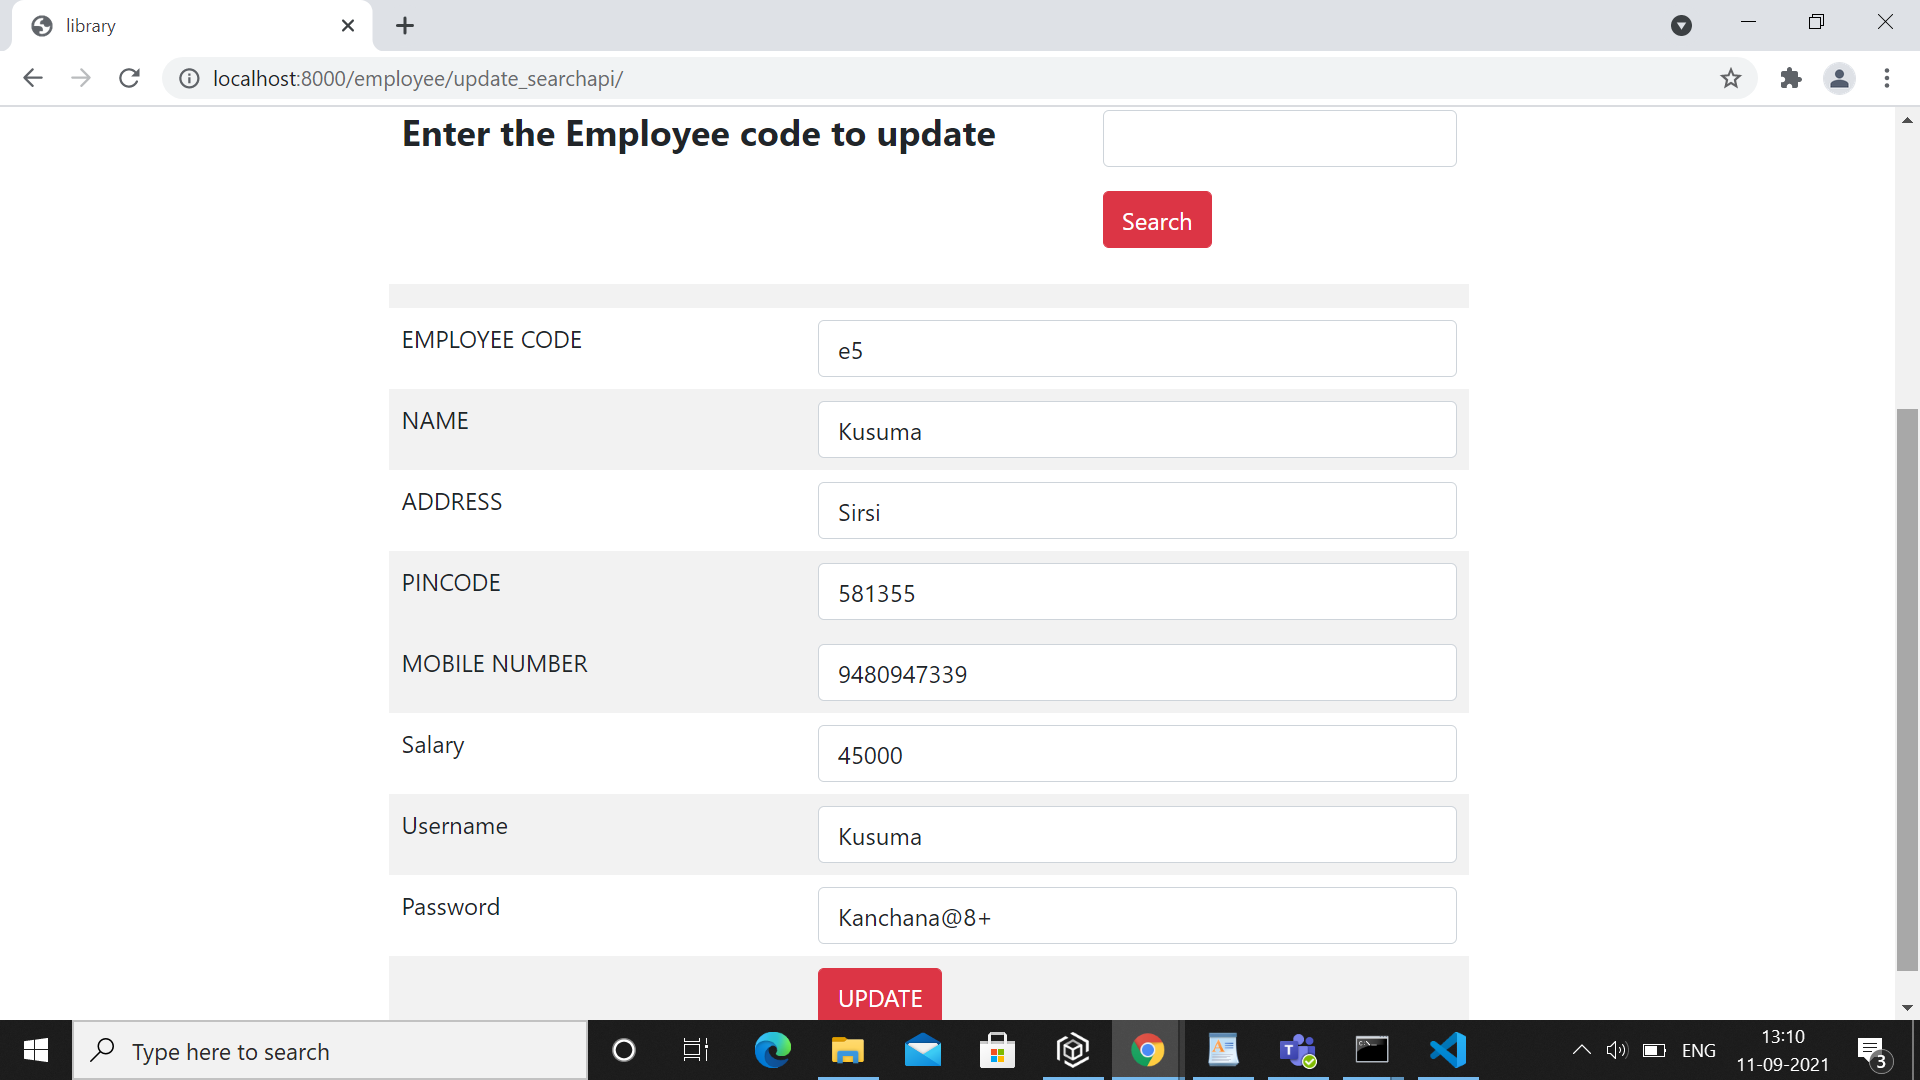 library
localhost:8000/employee/update_searchapi/
Enter the Employee code to update
Search
EMPLOYEE CODE
e5
NAME
Kusuma
ADDRESS
Sirsi
PINCODE
581355
MOBILE NUMBER
9480947339
Salary
45000
Username
Kusuma
Password
Kanchana@8+
UPDATE
Type here to search
ENG
13:10
11-09-2021
3